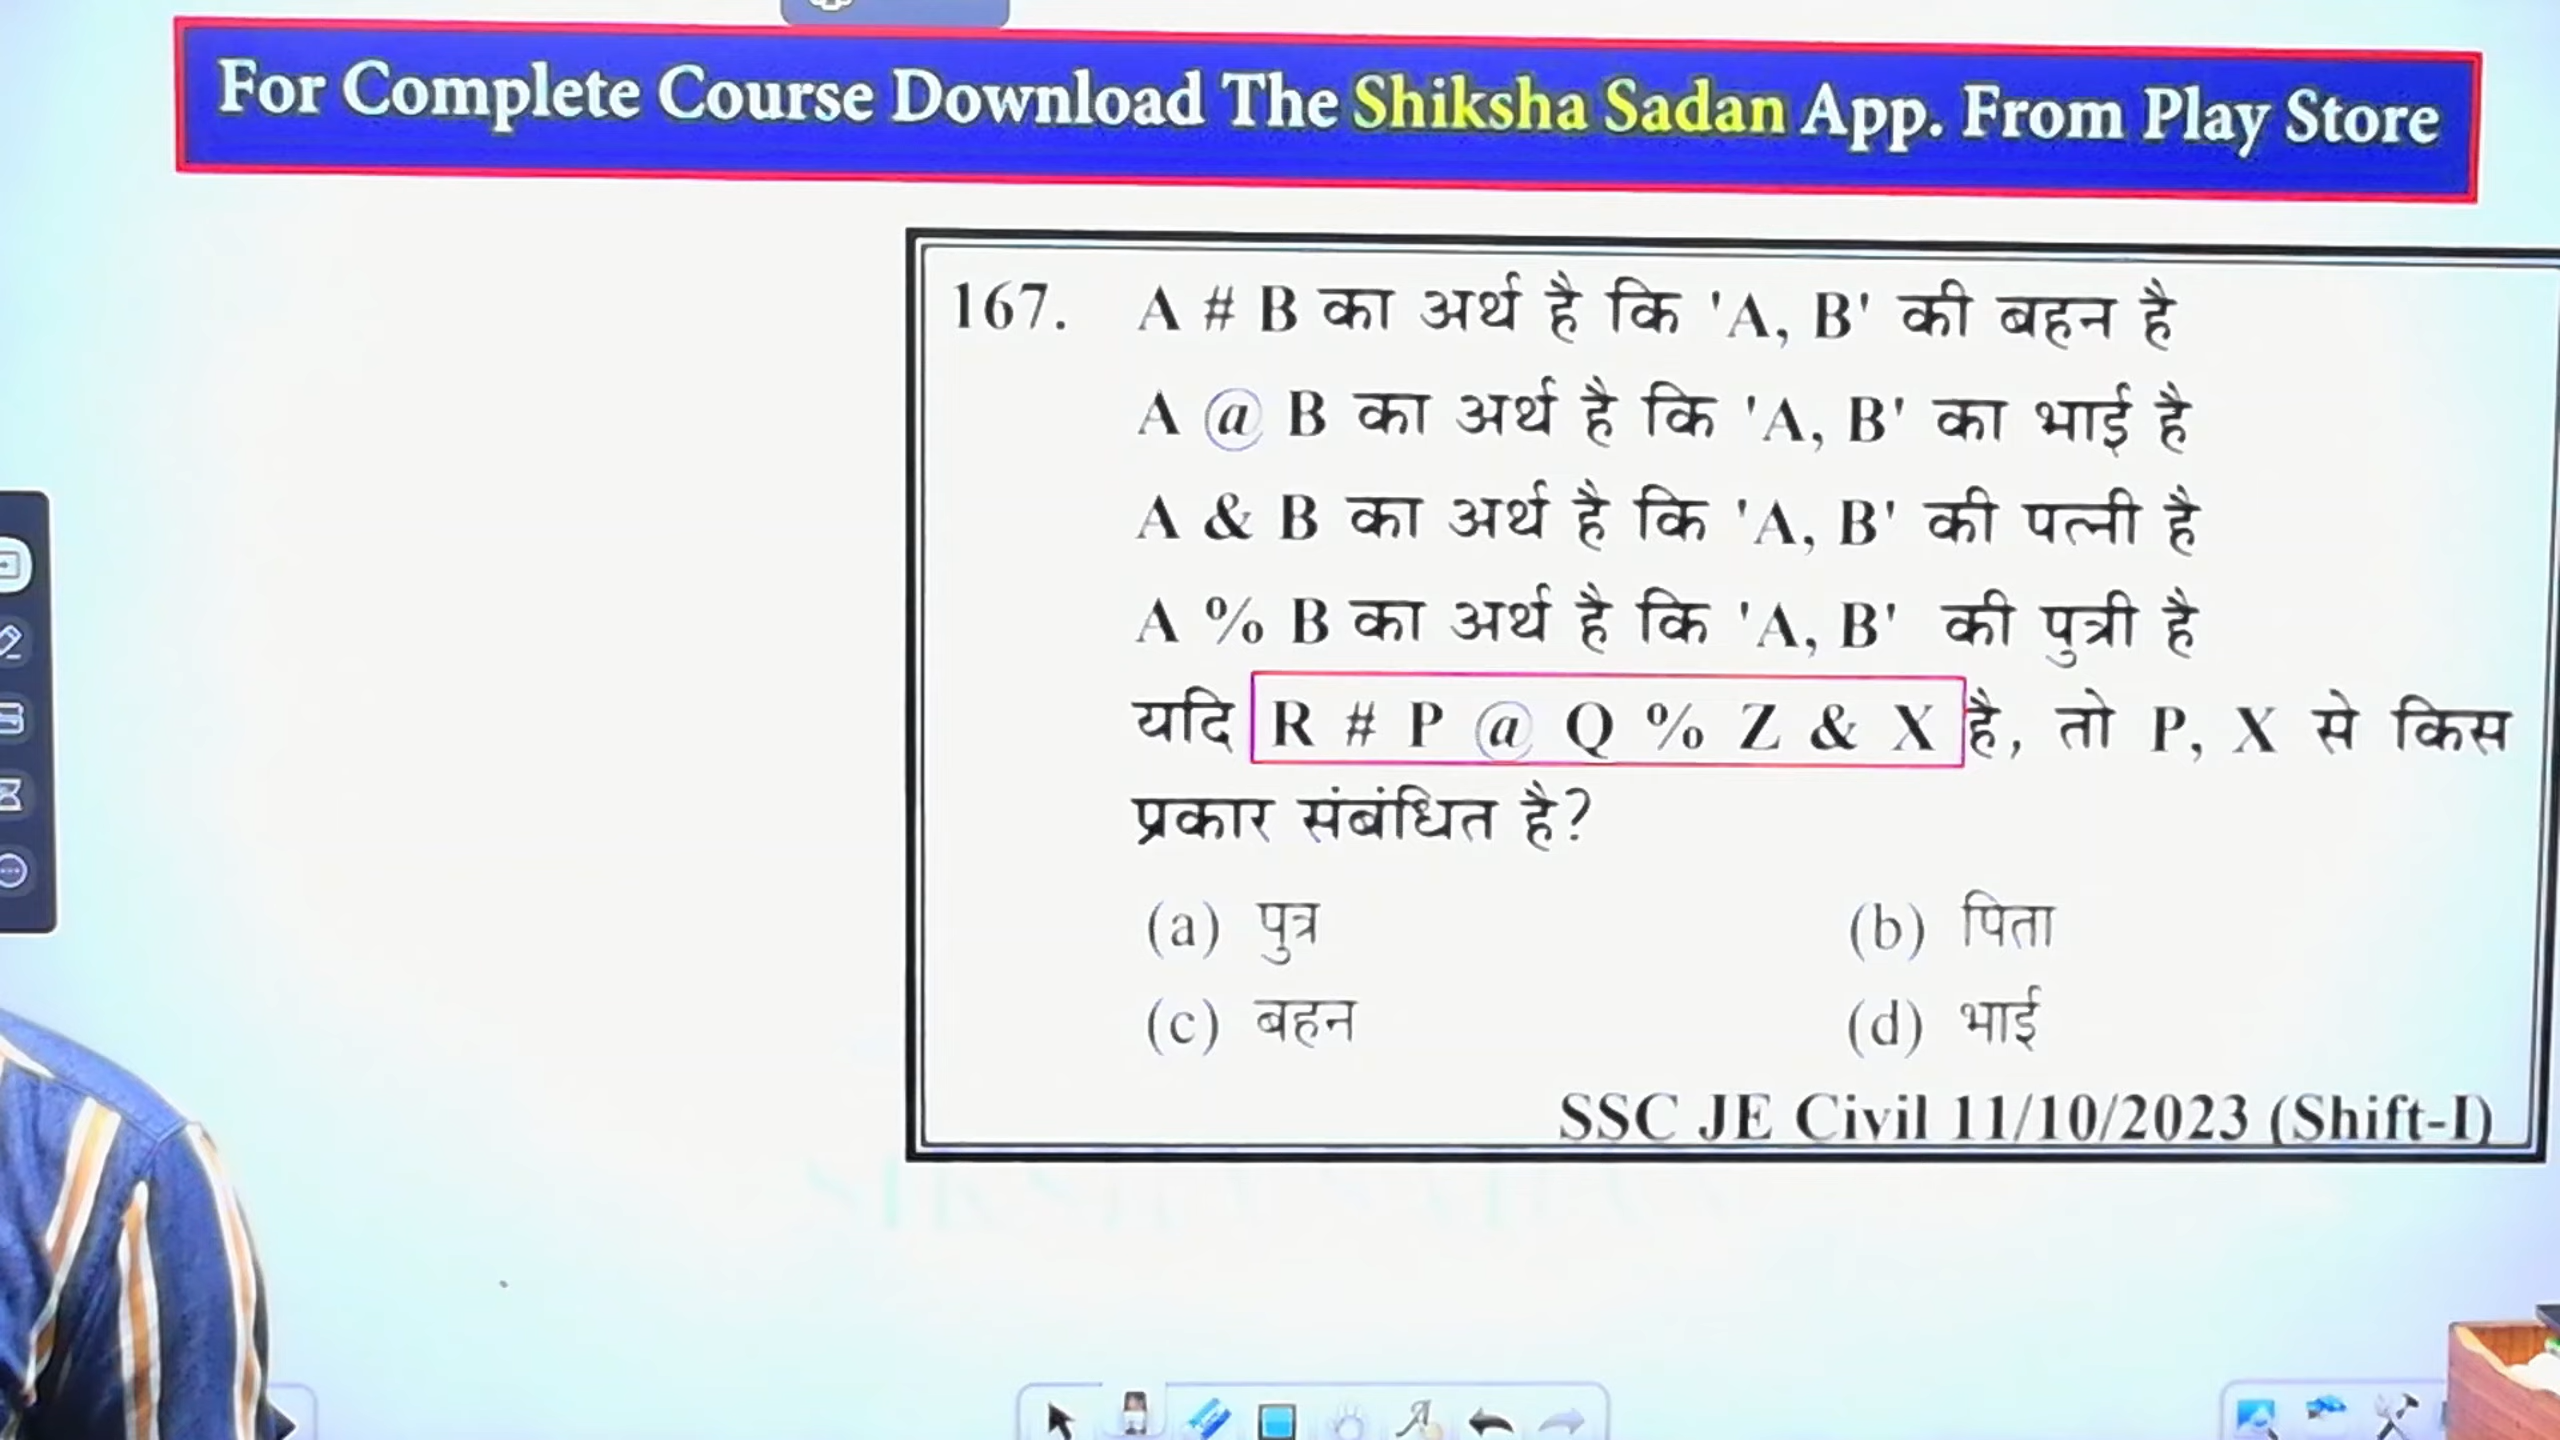 For Complete Course Download The Shiksha Sadan App. From Play Store
167. A # B का अर्थ है कि 'A, B' की बहन है
A @ B का अर्थ है कि 'A, B' का भाई है
A & B का अर्थ है कि 'A, B' की पत्नी है
A % B का अर्थ है कि 'A, B' की पुत्री है
यदि R # P @ Q % Z & X है, तो P, X से किस
प्रकार संबंधित है?
(a) पुत्र (b) पिता
(c) बहन (d) भाई
SSC JE Civil 11/10/2023 (Shift-I)